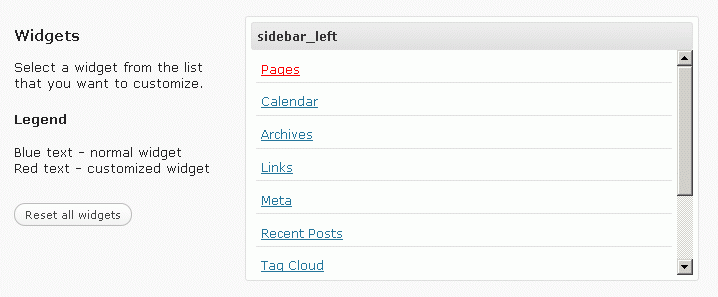 Widgets
Select a widget from the list
that you want to customize.
Legend
Blue text - normal widget
Red text - customized widget
Reset all widgets
sidebar_left
Pages
Calendar
Archives
Links
Meta
Recent Posts
Tag Cloud